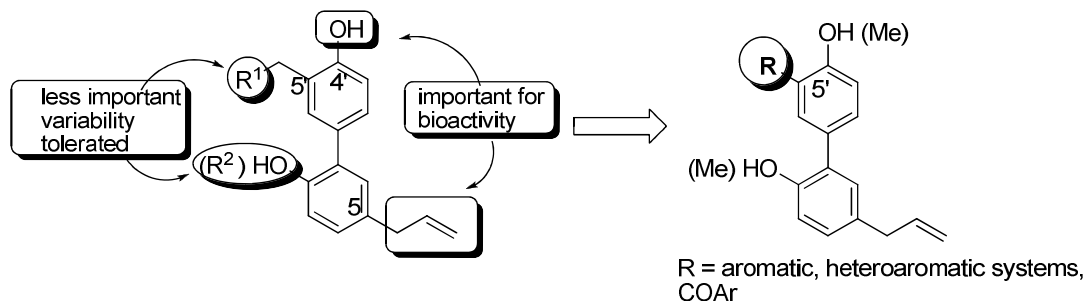 OH
R¹
5'
4'
less important
variability
tolerated
important for
bioactivity
(R²) HO
5
OH (Me)
R
5'
(Me) HO
R = aromatic, heteroaromatic systems,
COAr